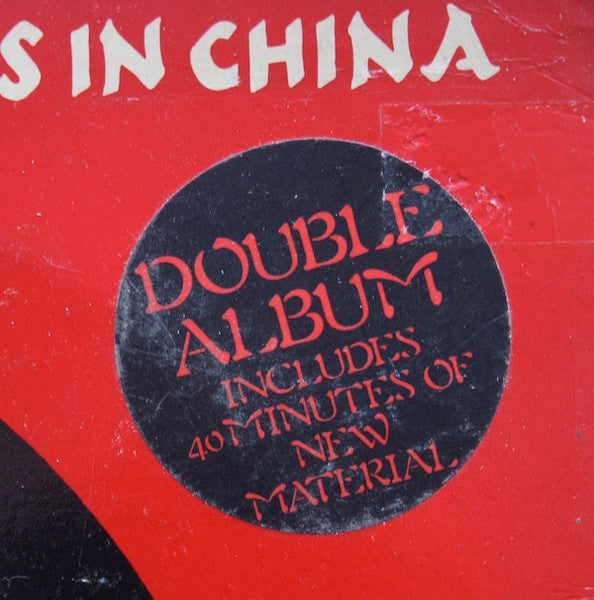 S IN CHINA
DOUBLE
ALBUM
INCLUDES
40 MINUTES OF
NEW
MATERIAL